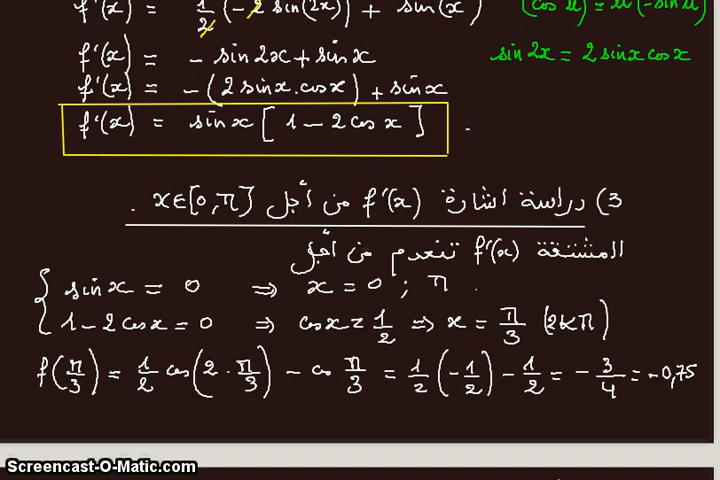 f'(x) = 1/2 (-2 sin(2x)) + sin(x) (cos u)' = u'(-sin u)
f'(x) = - sin 2x + sin x sin 2x = 2 sin x cos x
f'(x) = -(2 sin x . cos x) + sin x
f'(x) = sin x [1 - 2 cos x] .
3) دراسة اشارة f'(x) من أجل x∈[0,π] .
المشتقة f'(x) تنعدم من أجل
{ sin x = 0 ⇒ x = 0 ; π .
1 - 2 cos x = 0 ⇒ cos x = 1/2 ⇒ x = π/3 (2kπ)
f(π/3) = 1/2 cos(2 . π/3) - cos π/3 = 1/2 (-1/2) - 1/2 = - 3/4 = -0,75
Screencast-O-Matic.com